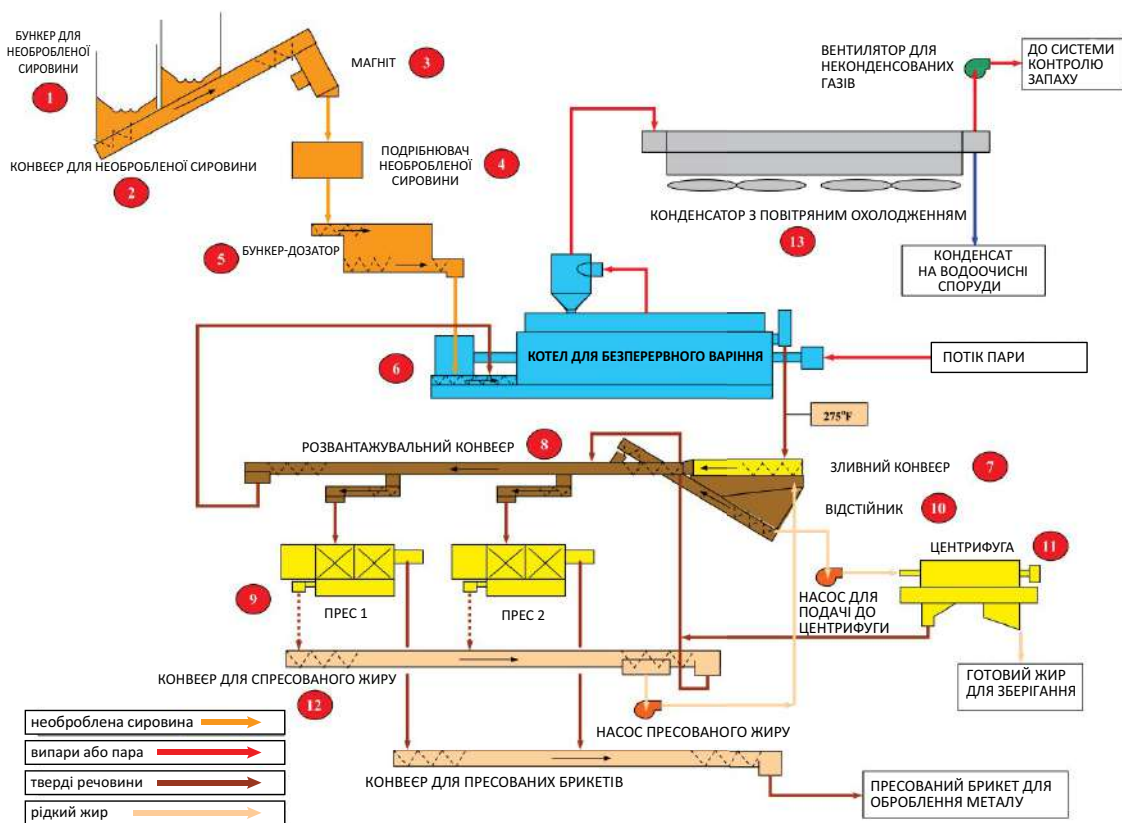 БУНКЕР ДЛЯ
НЕОБРОБЛЕНОЇ
СИРОВИНИ
1
КОНВЕЄР ДЛЯ НЕОБРОБЛЕНОЇ СИРОВИНИ
2
МАГНІТ
3
ПОДРІБНЮВАЧ
НЕОБРОБЛЕНОЇ
СИРОВИНИ
4
БУНКЕР-ДОЗАТОР
5
ВЕНТИЛЯТОР ДЛЯ
НЕКОНДЕНСОВАНИХ
ГАЗІВ
ДО СИСТЕМИ
КОНТРОЛЮ
ЗАПАХУ
КОНДЕНСАТОР З ПОВІТРЯНИМ ОХОЛОДЖЕННЯМ
13
КОНДЕНСАТ
НА ВОДООЧИСНІ
СПОРУДИ
КОТЕЛ ДЛЯ БЕЗПЕРЕРВНОГО ВАРІННЯ
6
ПОТІК ПАРИ
275°F
РОЗВАНТАЖУВАЛЬНИЙ КОНВЕЄР
8
ЗЛИВНИЙ КОНВЕЄР
7
ВІДСТІЙНИК
10
ЦЕНТРИФУГА
11
9
ПРЕС 1
ПРЕС 2
НАСОС ДЛЯ
ПОДАЧІ ДО
ЦЕНТРИФУГИ
КОНВЕЄР ДЛЯ СПРЕСОВАНОГО ЖИРУ
12
ГОТОВИЙ ЖИР
ДЛЯ ЗБЕРІГАННЯ
НАСОС ПРЕСОВАНОГО ЖИРУ
КОНВЕЄР ДЛЯ ПРЕСОВАНИХ БРИКЕТІВ
ПРЕСОВАНИЙ БРИКЕТ ДЛЯ
ОБРОБЛЕННЯ МЕТАЛУ
необроблена сировина
випари або пара
тверді речовини
рідкий жир